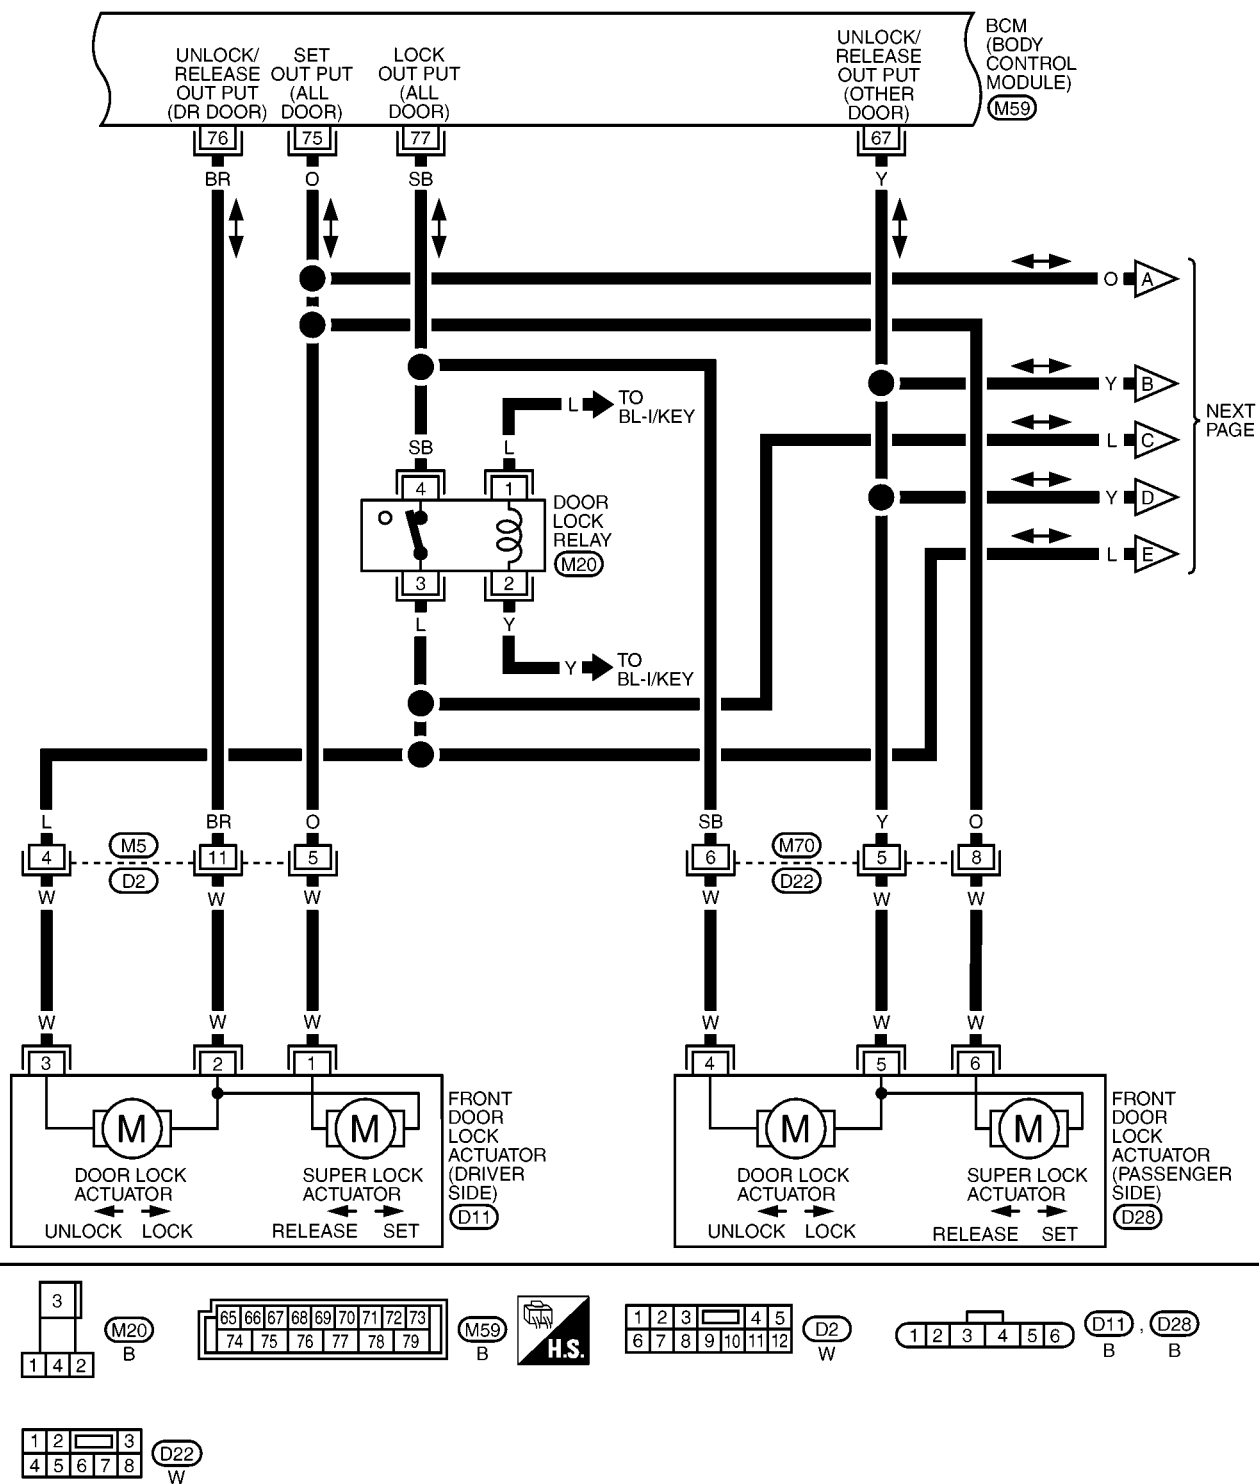 UNLOCK/
RELEASE
OUT PUT
(DR DOOR)
SET
OUT PUT
(ALL
DOOR)
LOCK
OUT PUT
(ALL
DOOR)
UNLOCK/
RELEASE
OUT PUT
(OTHER
DOOR)
BCM
(BODY
CONTROL
MODULE)
M59
76 75 77 67
BR O SB Y
O A
Y B
L C
Y D
L E
NEXT
PAGE
L TO
BL-I/KEY
SB L
4 1
O
DOOR
LOCK
RELAY
M20
3 2
L Y
Y TO
BL-I/KEY
L BR O SB Y O
4 M5 11 5 6 M70 5 8
D2 D22
W W W W W W
W W W W W W
3 2 1 4 5 6
M M M M
DOOR LOCK
ACTUATOR
UNLOCK LOCK
SUPER LOCK
ACTUATOR
RELEASE SET
FRONT
DOOR
LOCK
ACTUATOR
(DRIVER
SIDE)
D11
DOOR LOCK
ACTUATOR
UNLOCK LOCK
SUPER LOCK
ACTUATOR
RELEASE SET
FRONT
DOOR
LOCK
ACTUATOR
(PASSENGER
SIDE)
D28
3
1 4 2
M20
B
65 66 67 68 69 70 71 72 73
74 75 76 77 78 79
M59
B
H.S.
1 2 3 4 5
6 7 8 9 10 11 12
D2
W
1 2 3 4 5 6
D11 , D28
B B
1 2 3
4 5 6 7 8
D22
W